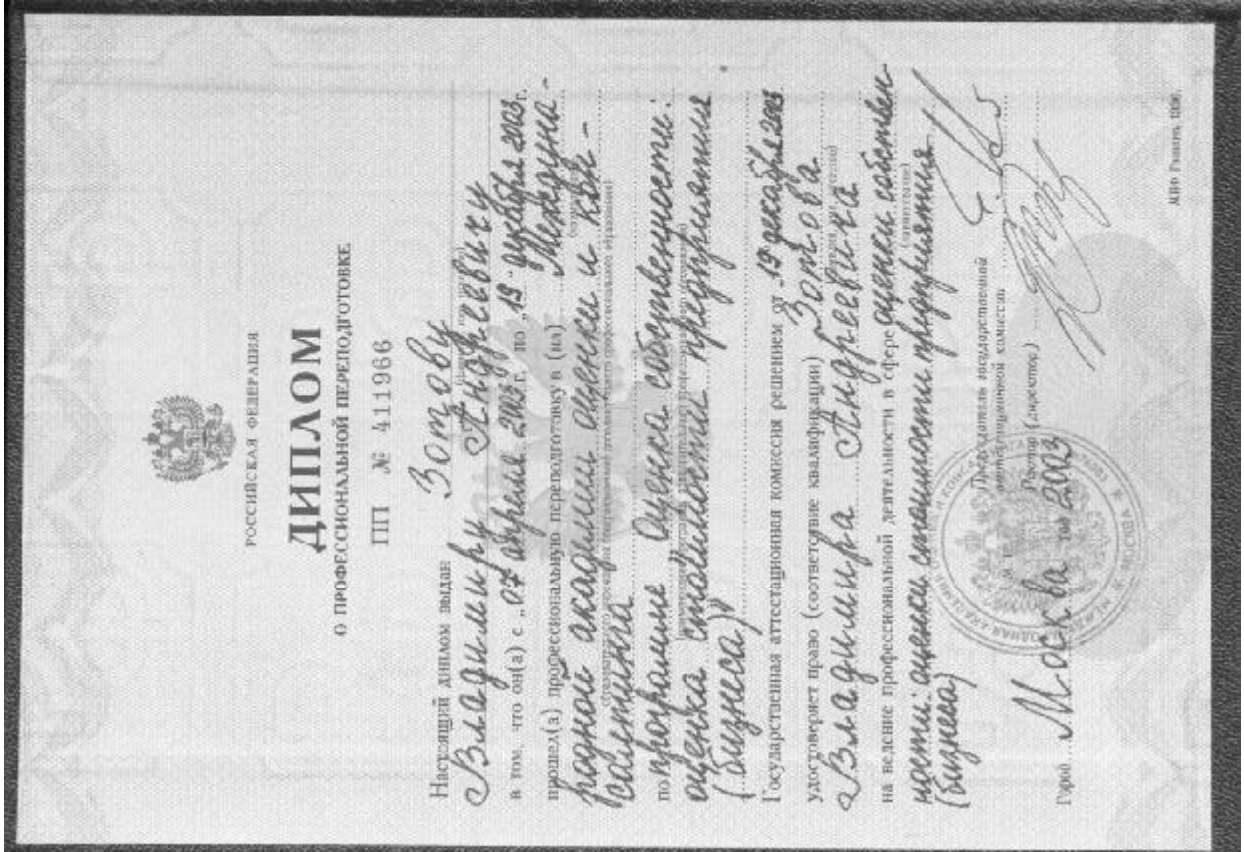 РОССИЙСКАЯ ФЕДЕРАЦИЯ
ДИПЛОМ
О ПРОФЕССИОНАЛЬНОЙ ПЕРЕПОДГОТОВКЕ
ПП № 411966
Настоящий диплом выдан Зотову
Владимиру Андреевичу
в том, что он(а) с „07" апреля 2003 г. по „19" декабря 2003 г.
прошел(а) профессиональную переподготовку в (на) Междуна-
родной академии оценки и кон-
салтинга
по программе Оценка собственности:
оценка стоимости предприятия
(бизнеса)
Государственная аттестационная комиссия решением от „19" декабря 2003
удостоверяет право (соответствие квалификации) Зотова
Владимира Андреевича
на ведение профессиональной деятельности в сфере оценки собствен-
ности: оценки стоимости предприятия
(бизнеса)
Председатель государственной
аттестационной комиссии
Ректор (директор)
Город Москва 2003
МОСКВА